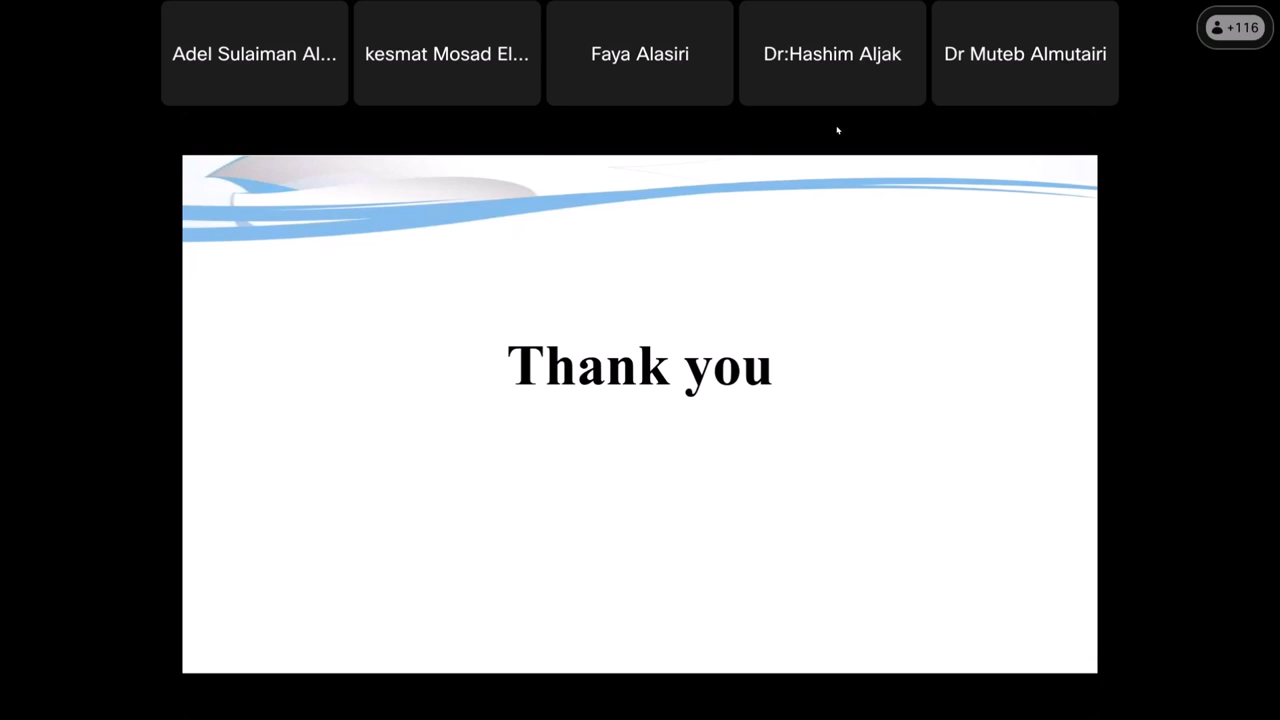 Adel Sulaiman Al...
kesmat Mosad El...
Faya Alasiri
Dr:Hashim Aljak
Dr Muteb Almutairi
+116
Thank you